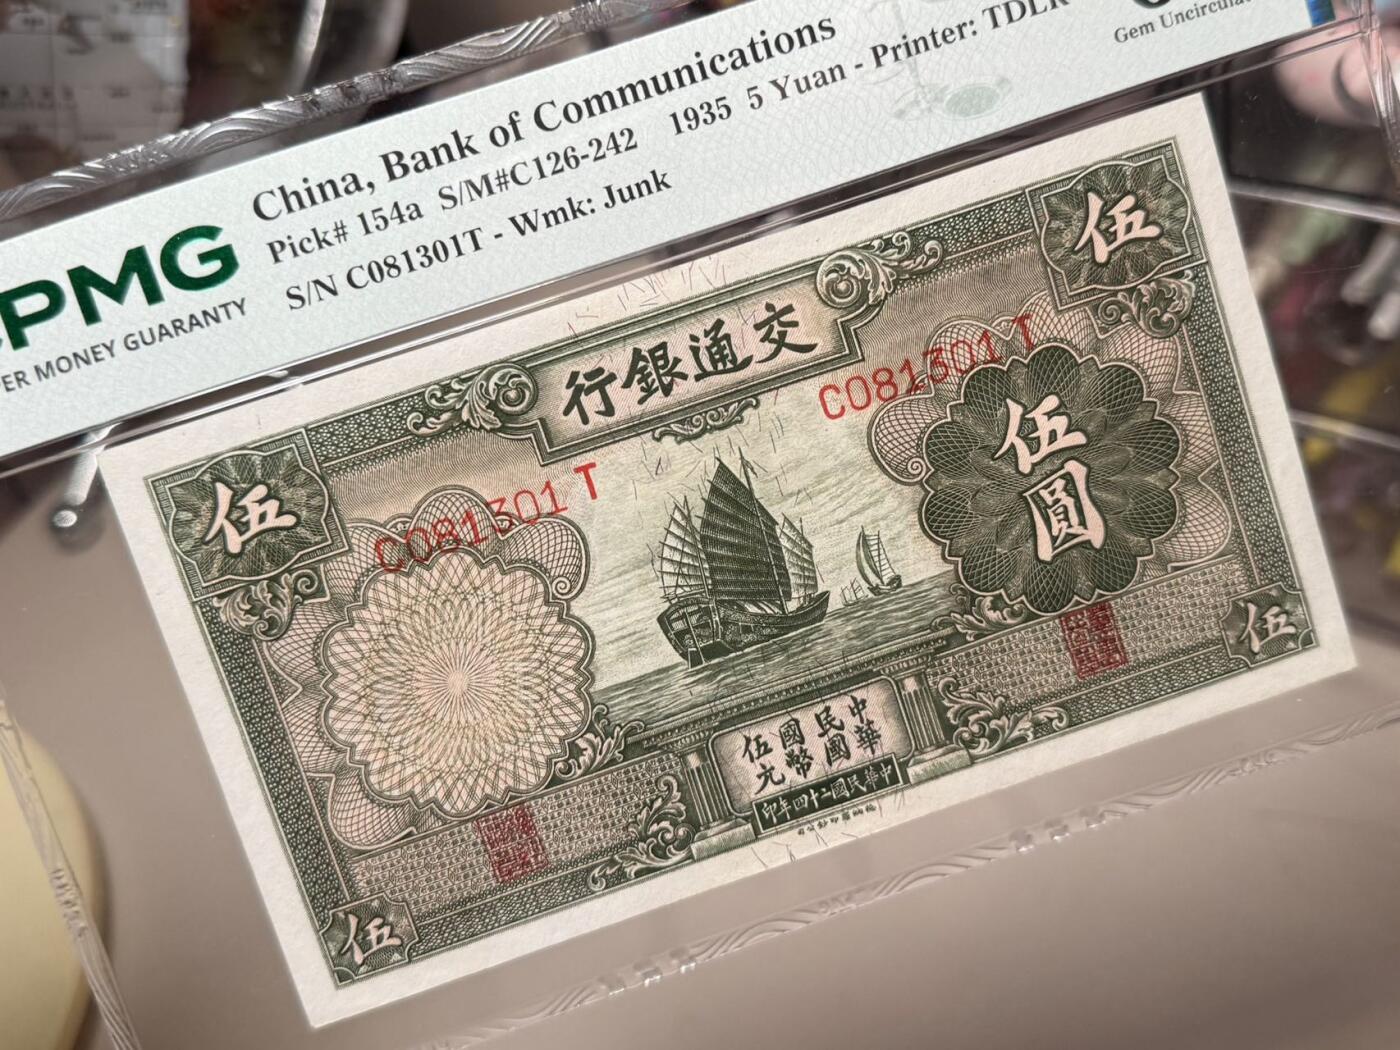 China, Bank of Communications
Pick# 154a S/M#C126-242 1935 5 Yuan - Printer: TDLR
S/N C081301T - Wmk: Junk
Gem Uncirculat
PMG
PER MONEY GUARANTY
交通銀行
伍
伍
C081301 T
C081301 T
伍圓
中華民國國幣伍元
中華民國二十四年印
伍
伍